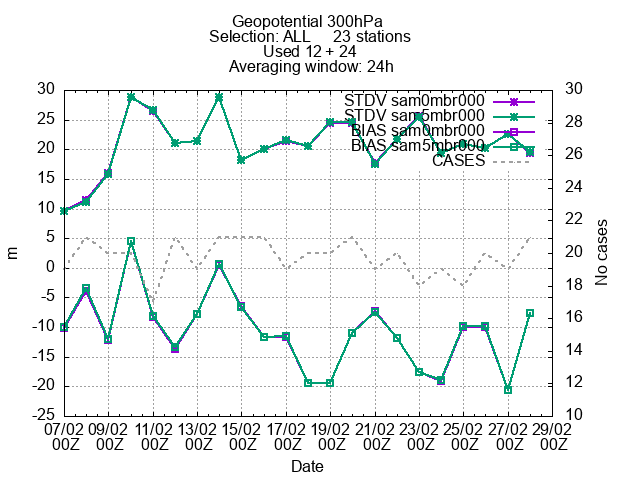 Geopotential 300hPa
Selection: ALL 23 stations
Used 12 + 24
Averaging window: 24h
30 25 20 15 10 5 0 -5 -10 -15 -20 -25
m
STDV sam0mbr000
STDV sam5mbr000
BIAS sam0mbr000
BIAS sam5mbr000
CASES
30 28 26 24 22 20 18 16 14 12 10
No cases
07/02 09/02 11/02 13/02 15/02 17/02 19/02 21/02 23/02 25/02 27/02 29/02
00Z 00Z 00Z 00Z 00Z 00Z 00Z 00Z 00Z 00Z 00Z 00Z
Date